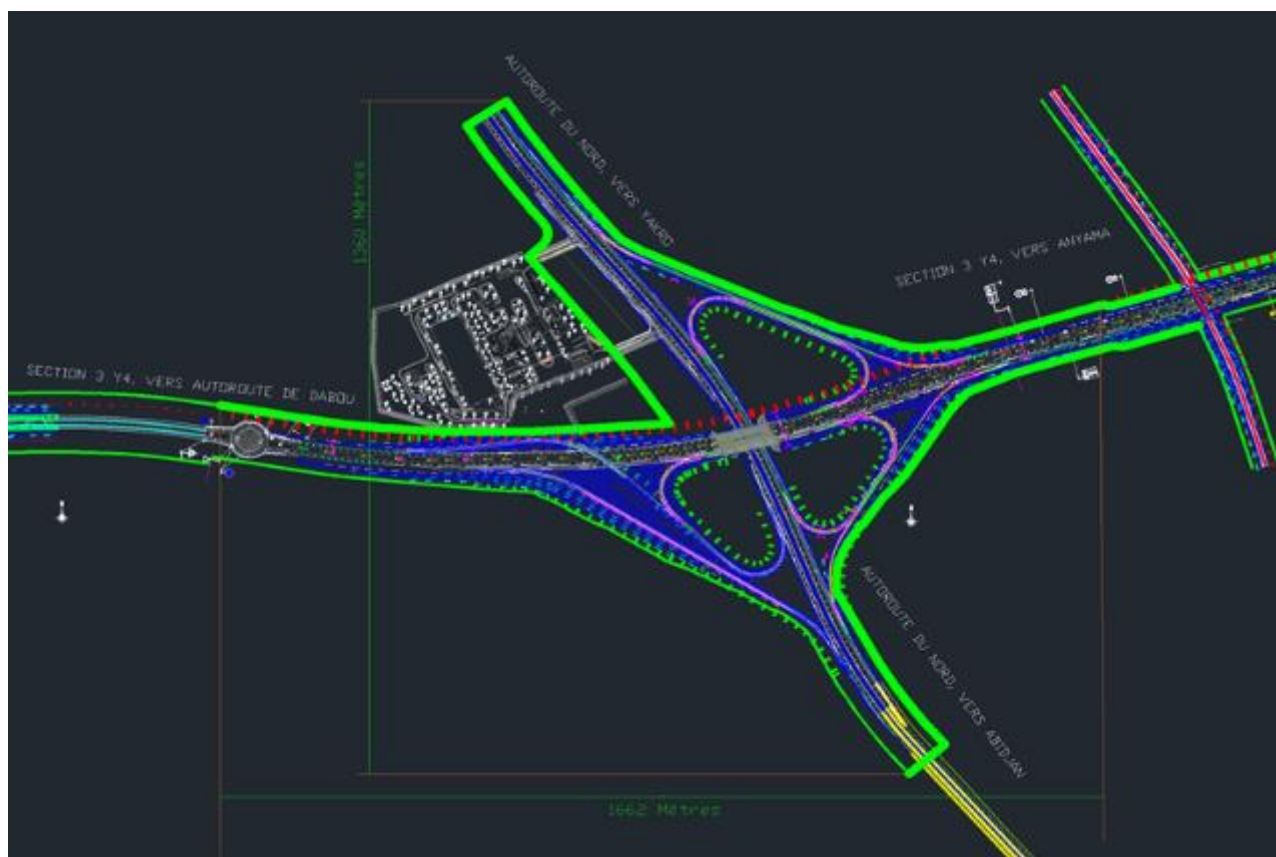 AUTOROUTE DU NORD, VERS YAKRO
1360 Mètres
SECTION 3 Y4, VERS ANYAMA
SECTION 3 Y4, VERS AUTOROUTE DE DABOU
AUTOROUTE DU NORD, VERS ABIDJAN
1662 Mètres